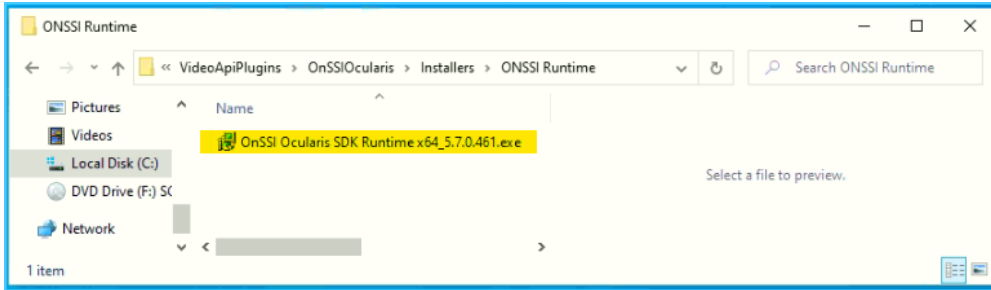 ONSSI Runtime
« VideoApiPlugins > OnSSIOcularis > Installers > ONSSI Runtime
Search ONSSI Runtime
Pictures
Videos
Local Disk (C:)
DVD Drive (F:) SC
Network
Name
OnSSI Ocularis SDK Runtime x64_5.7.0.461.exe
Select a file to preview.
1 item